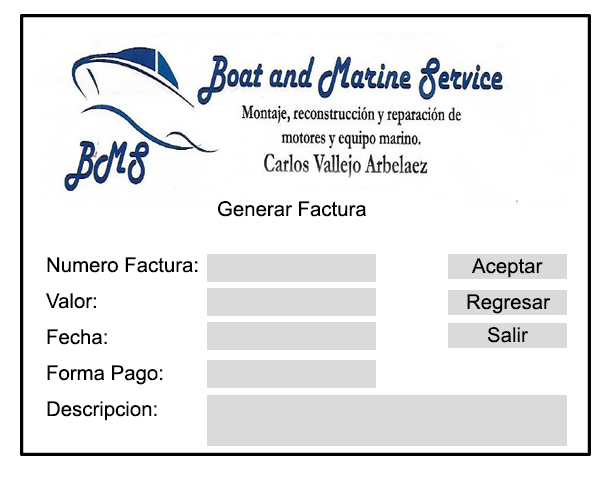 Boat and Marine Service
Montaje, reconstrucción y reparación de
motores y equipo marino.
BMS
Carlos Vallejo Arbelaez
Generar Factura
Numero Factura:
Aceptar
Valor:
Regresar
Fecha:
Salir
Forma Pago:
Descripcion: